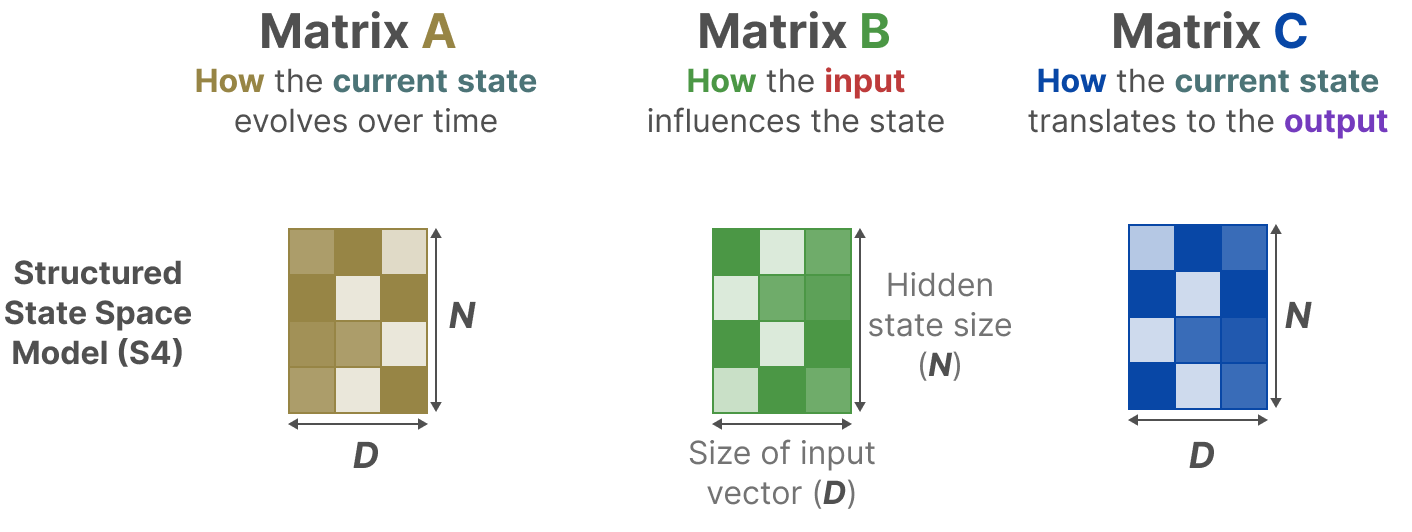 Matrix A
How the current state
evolves over time
Matrix B
How the input
influences the state
Matrix C
How the current state
translates to the output
Structured
State Space
Model (S4)
N
D
Hidden
state size
(N)
Size of input
vector (D)
N
D